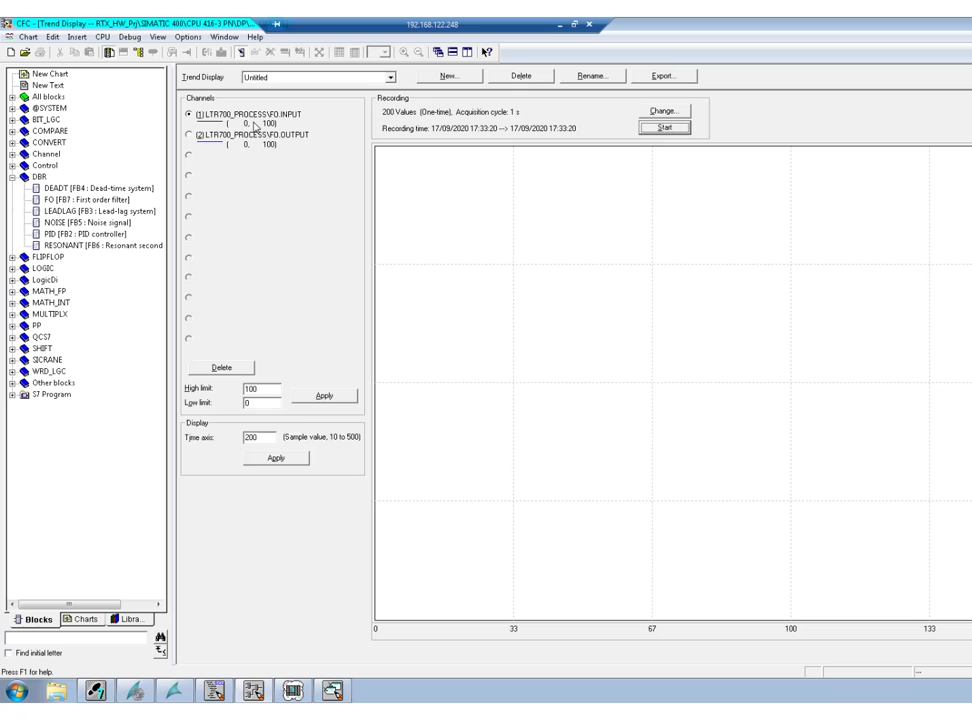 CFC - [Trend Display -- RTX_HW_Prj\SIMATIC 400\CPU 416-3 PN\DP\...
192.168.122.248
Chart Edit Insert CPU Debug View Options Window Help
Trend Display Untitled New... Delete Rename... Export...
New Chart
New Text
All blocks
@SYSTEM
BIT_LGC
COMPARE
CONVERT
Channel
Control
DBR
DEADT [FB4 : Dead-time system]
FO [FB7 : First order filter]
LEADLAG [FB3 : Lead-lag system]
NOISE [FB5 : Noise signal]
PID [FB2 : PID controller]
RESONANT [FB6 : Resonant second
FLIPFLOP
LOGIC
LogicDi
MATH_FP
MATH_INT
MULTIPLX
PP
QCS7
SHIFT
SICRANE
WRD_LGC
Other blocks
S7 Program
Channels
(1)LTR700_PROCESS\FO.INPUT
( 0, 100)
(2)LTR700_PROCESS\FO.OUTPUT
( 0, 100)
Delete
High limit: 100
Low limit: 0
Apply
Display
Time axis: 200 (Sample value, 10 to 500)
Apply
Recording
200 Values (One-time), Acquisition cycle: 1 s
Change...
Recording time: 17/09/2020 17:33:20 --> 17/09/2020 17:33:20
Start
0 33 67 100 133
Blocks Charts Libra...
Find initial letter
Press F1 for help.